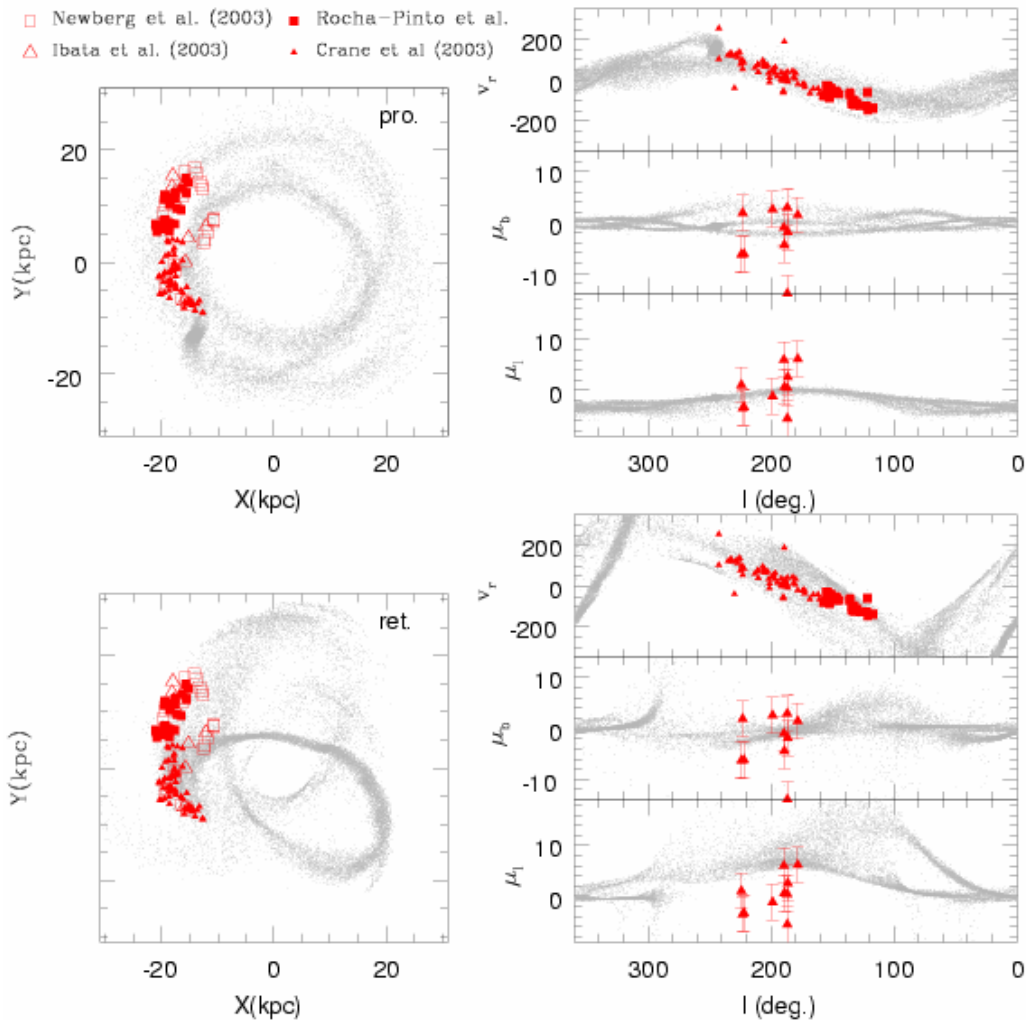 Newberg et al. (2003) Rocha-Pinto et al.
Ibata et al. (2003) Crane et al (2003)
pro.
Y(kpc)
20
0
-20
-20 0 20
X(kpc)
v_r
200
0
-200
μ_b
10
0
-10
μ_l
10
0
300 200 100 0
l (deg.)
ret.
Y(kpc)
-20 0 20
X(kpc)
v_r
200
0
-200
μ_b
10
0
-10
μ_l
10
0
300 200 100 0
l (deg.)